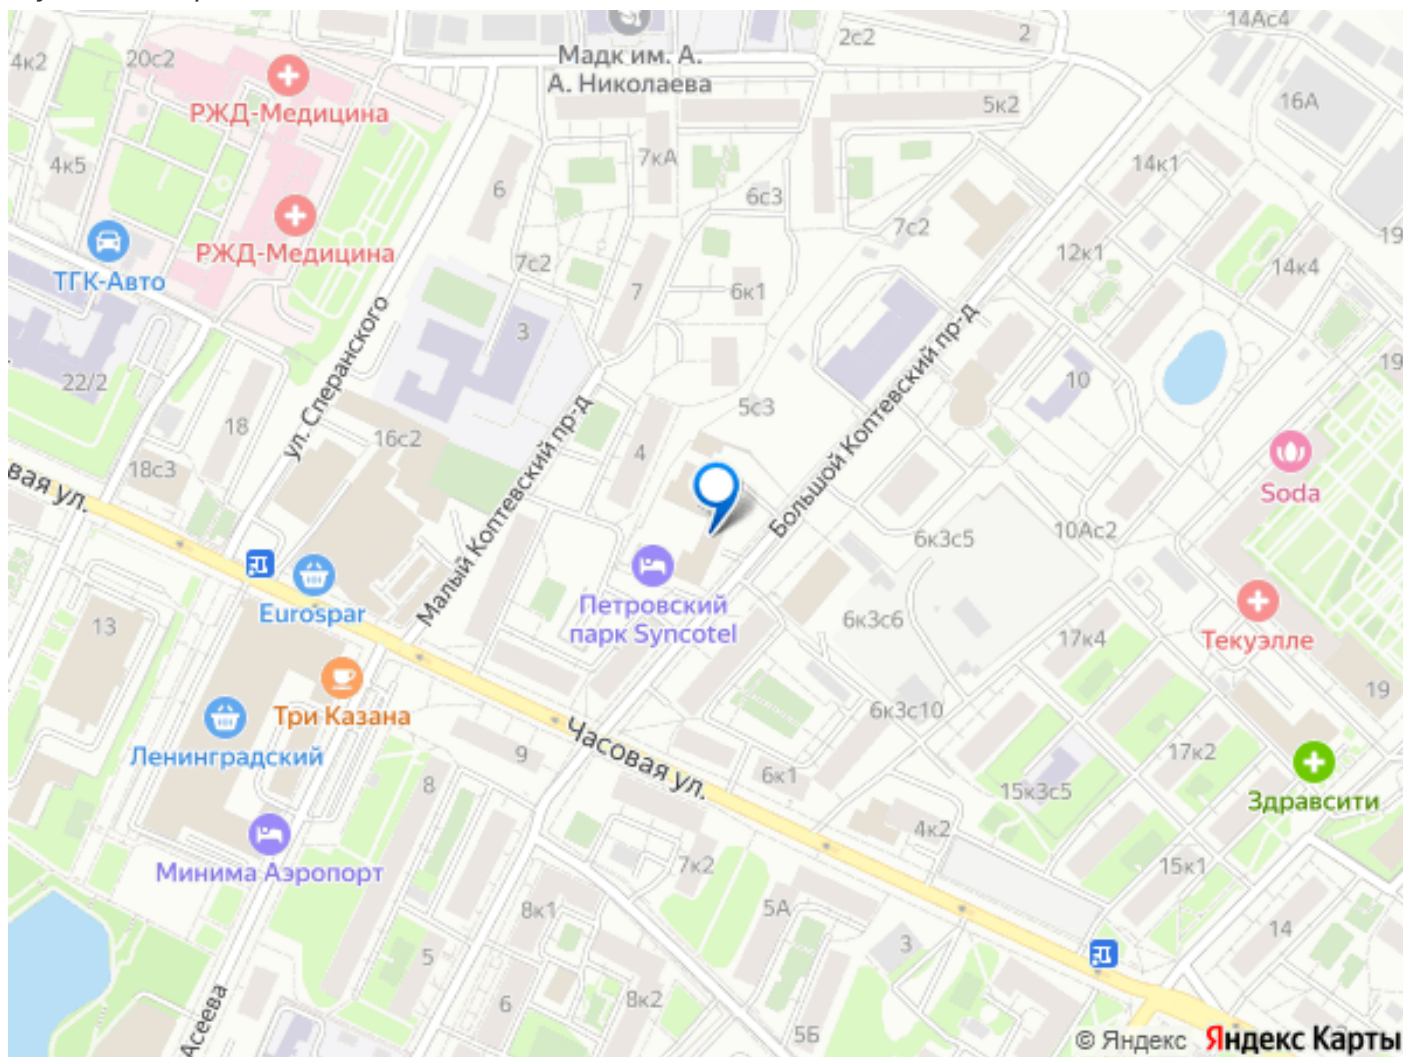 14Ас4
2с2
2
Мадк им. А.
А. Николаева
4к2
20с2
РЖД-Медицина
5к2
16А
4к5
7кА
14к1
6
6с3
7с2
РЖД-Медицина
19
ТГК-Авто
7с2
12к1
14к4
7
6к1
3
ул. Сперанского
22/2
10
19
5с3
18
16с2
Малый Коптевский пр-д
4
Большой Коптевский пр-д
18с3
вая ул.
Soda
6к3с5
10Ас2
Eurospar
Петровский
парк Syncotel
6к3с6
13
17к4
Текуэлле
Три Казана
19
6к3с10
Ленинградский
9
Часовая ул.
17к2
8
6к1
15к3с5
Здравсити
4к2
Минима Аэропорт
7к2
15к1
8к1
5А
14
5
3
Асеева
6
8к2
5Б
© Яндекс Яндекс Карты